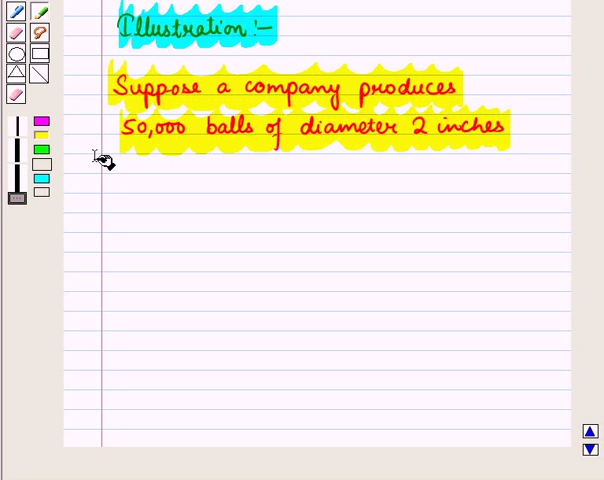 Illustration :-
Suppose a company produces
50,000 balls of diameter 2 inches